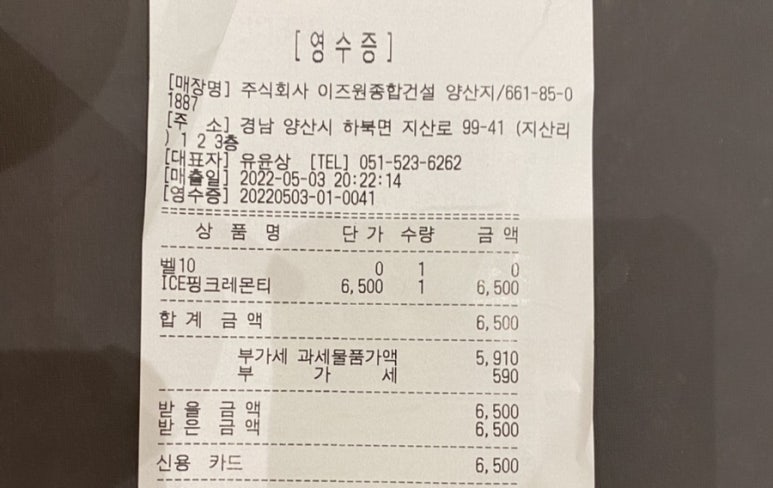 [영수증]
[매장명] 주식회사 이즈원종합건설 양산지/661-85-0
1887
[주 소] 경남 양산시 하북면 지산로 99-41 (지산리
) 1 2 3층
[대표자] 유윤상 [TEL] 051-523-6262
[매출일] 2022-05-03 20:22:14
[영수증] 20220503-01-0041
상 품 명 단 가 수량 금 액
벨10 0 1 0
ICE핑크레몬티 6,500 1 6,500
합 계 금 액 6,500
부가세 과세물품가액 5,910
부 가 세 590
받 을 금 액 6,500
받 은 금 액 6,500
신용 카드 6,500